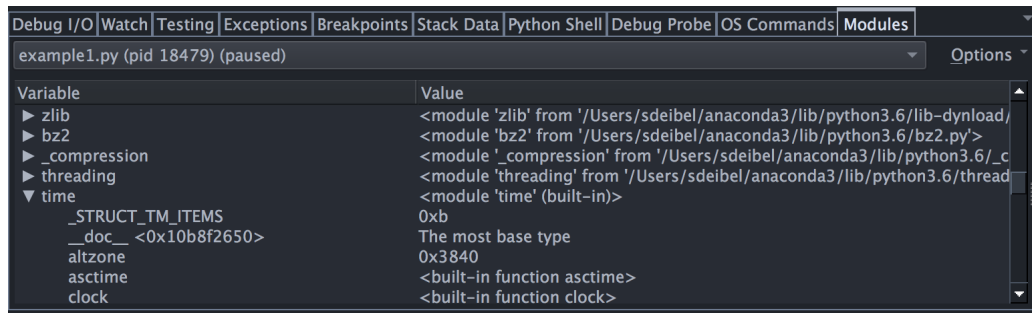 Debug I/O Watch Testing Exceptions Breakpoints Stack Data Python Shell Debug Probe OS Commands Modules
example1.py (pid 18479) (paused) Options
Variable Value
zlib <module 'zlib' from '/Users/sdeibel/anaconda3/lib/python3.6/lib-dynload/
bz2 <module 'bz2' from '/Users/sdeibel/anaconda3/lib/python3.6/bz2.py'>
_compression <module '_compression' from '/Users/sdeibel/anaconda3/lib/python3.6/_c
threading <module 'threading' from '/Users/sdeibel/anaconda3/lib/python3.6/thread
time <module 'time' (built-in)>
_STRUCT_TM_ITEMS 0xb
__doc__ <0x10b8f2650> The most base type
altzone 0x3840
asctime <built-in function asctime>
clock <built-in function clock>